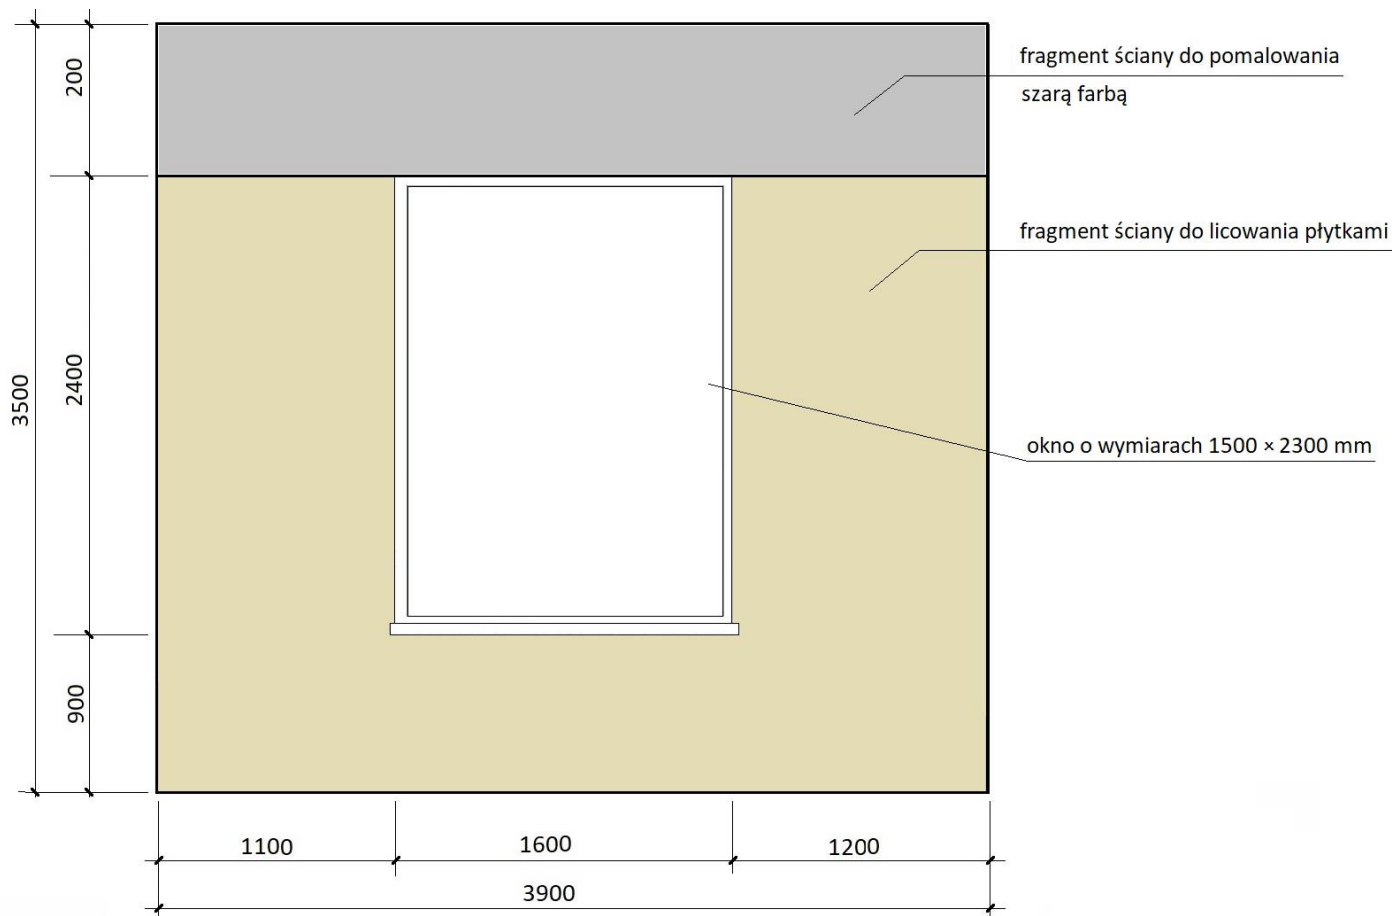 fragment ściany do pomalowania
szarą farbą
fragment ściany do licowania płytkami
okno o wymiarach 1500 × 2300 mm
200
2400
3500
900
1100
1600
1200
3900